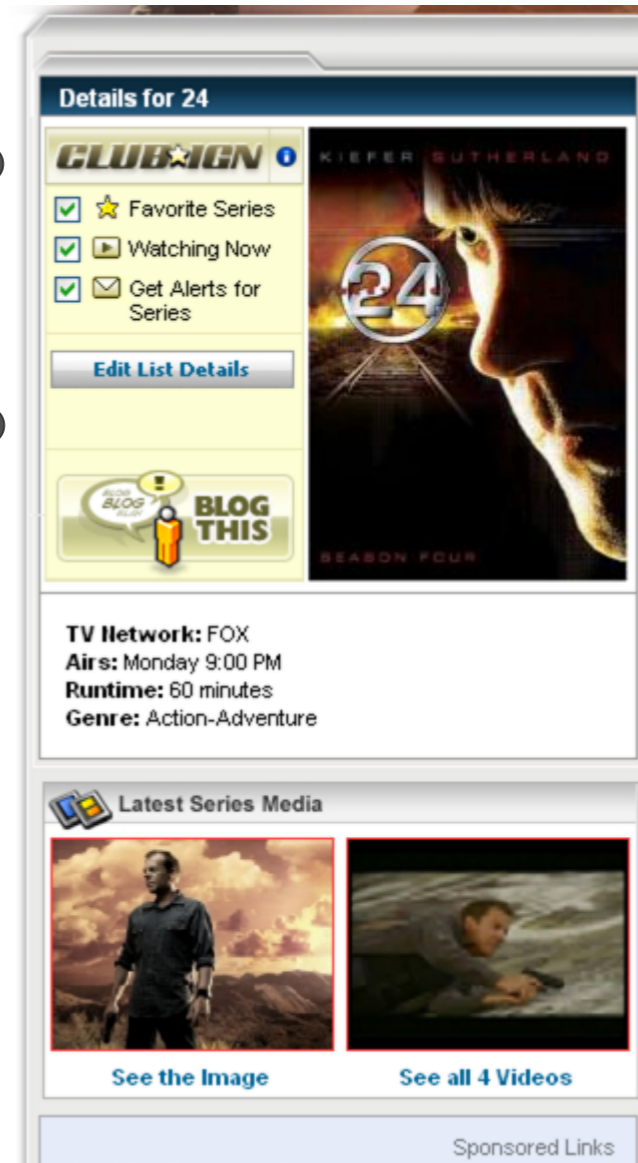 Details for 24
CLUB IGN
Favorite Series
Watching Now
Get Alerts for
Series
Edit List Details
BLOG
BLOG
BLOG
THIS
KIEFER SUTHERLAND
24
SEASON FOUR
TV Network: FOX
Airs: Monday 9:00 PM
Runtime: 60 minutes
Genre: Action-Adventure
Latest Series Media
See the Image
See all 4 Videos
Sponsored Links